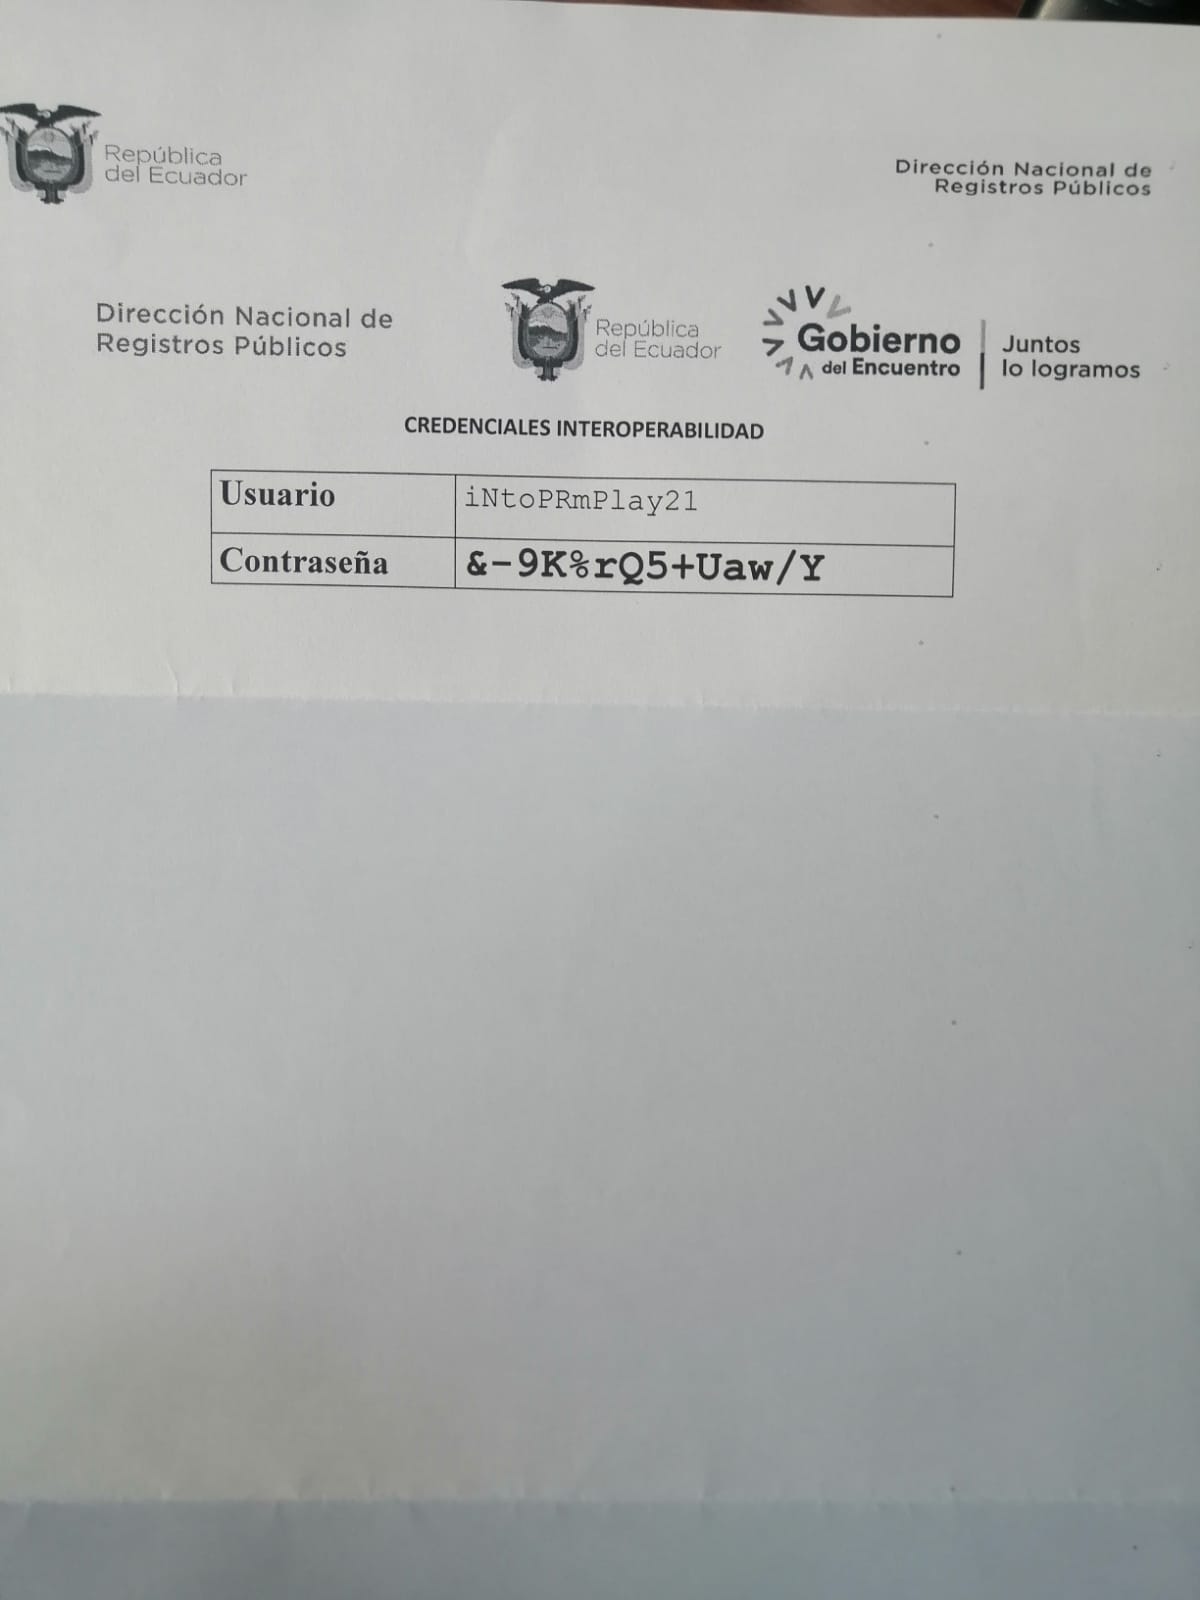 República
del Ecuador
Dirección Nacional de
Registros Públicos
Dirección Nacional de
Registros Públicos
República
del Ecuador
Gobierno
del Encuentro
Juntos
lo logramos
CREDENCIALES INTEROPERABILIDAD
Usuario iNtoPRmPlay21
Contraseña &-9K%rQ5+Uaw/Y